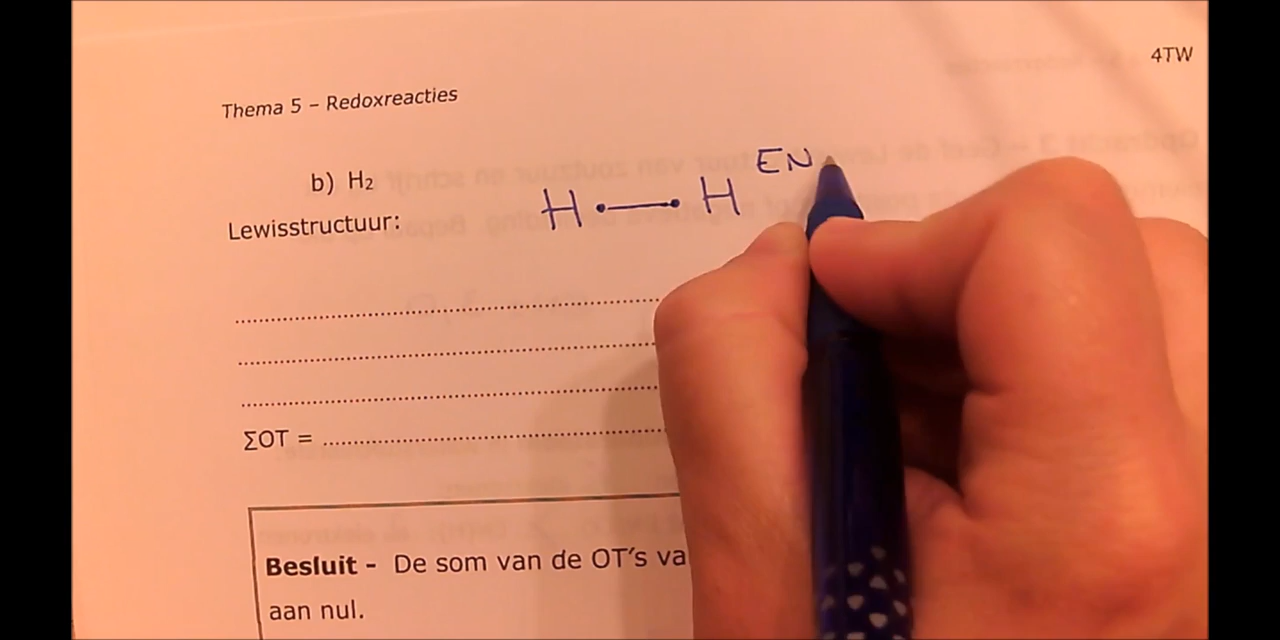 4TW
Thema 5 – Redoxreacties
b) H₂
EN
Lewisstructuur:
H •—• H
ΣOT = ........................................
Besluit - De som van de OT's va
aan nul.